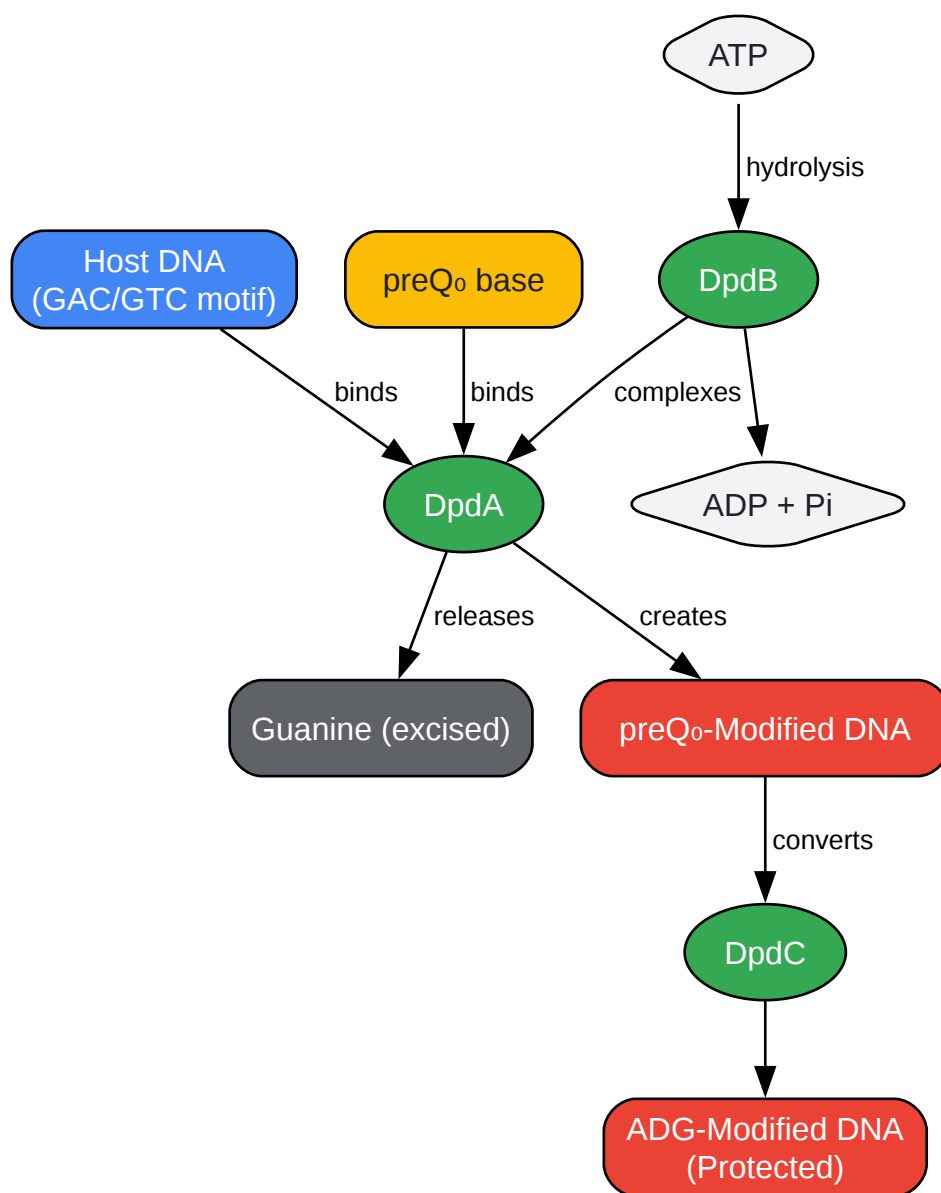 ATP
hydrolysis
Host DNA
(GAC/GTC motif)
preQ₀ base
DpdB
binds
binds
complexes
DpdA
ADP + Pi
releases
creates
Guanine (excised)
preQ₀-Modified DNA
converts
DpdC
ADG-Modified DNA
(Protected)